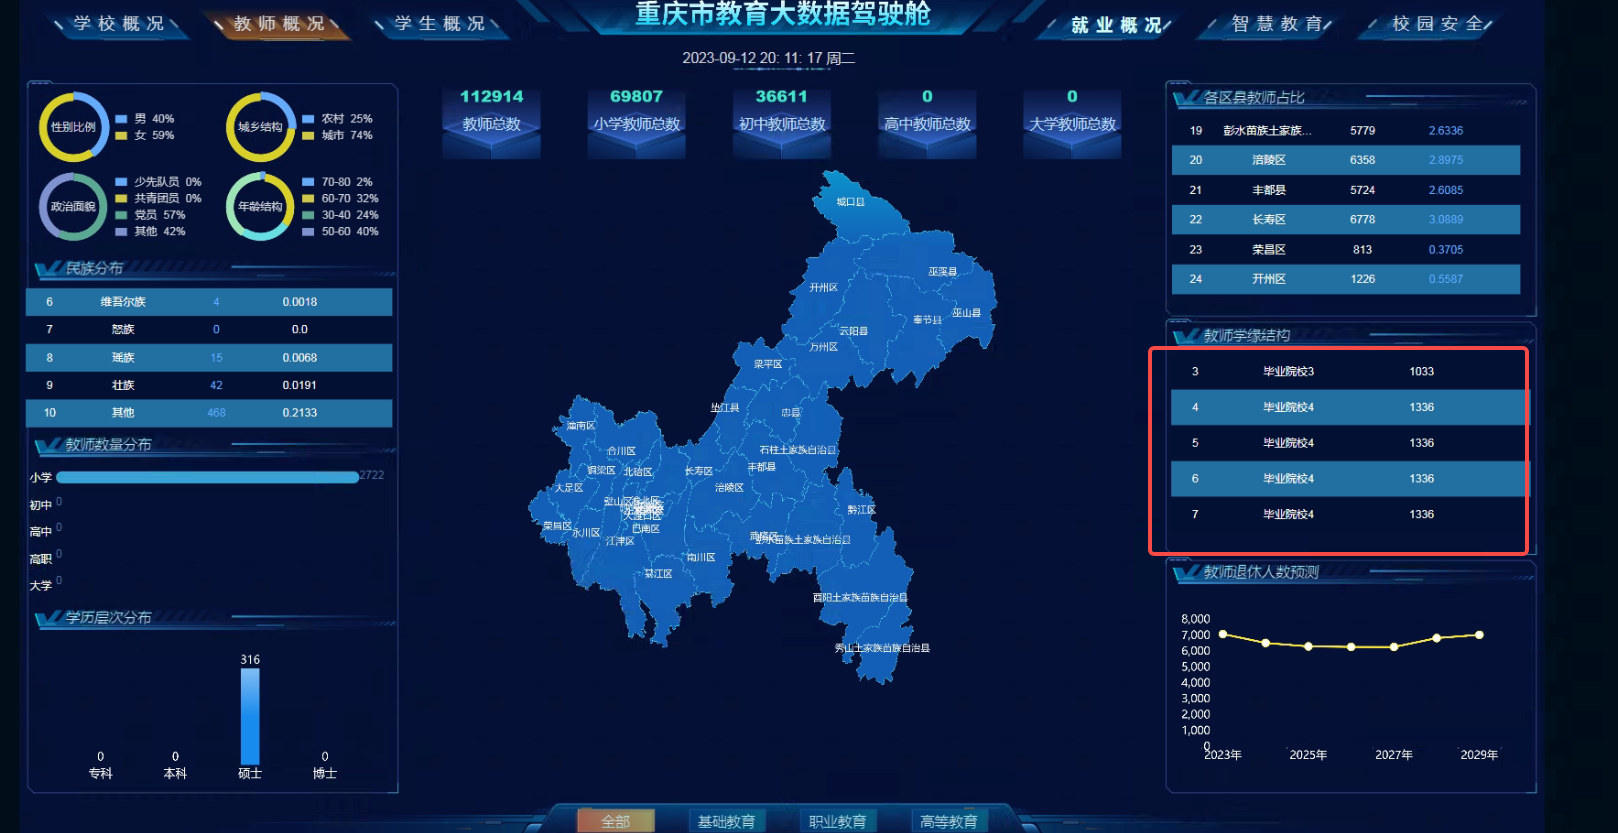 学校概况
教师概况
学生概况
重庆市教育大数据驾驶舱
就业概况
智慧教育
校园安全
2023-09-12 20: 11: 17 周二
性别比例
男 40%
女 59%
城乡结构
农村 25%
城市 74%
政治面貌
少先队员 0%
共青团员 0%
党员 57%
其他 42%
年龄结构
70-80 2%
60-70 32%
30-40 24%
50-60 40%
民族分布
6 维吾尔族 4 0.0018
7 怒族 0 0.0
8 瑶族 15 0.0068
9 壮族 42 0.0191
10 其他 468 0.2133
教师数量分布
小学 2722
初中 0
高中 0
高职 0
大学 0
学历层次分布
316
0 0 0
专科 本科 硕士 博士
112914 69807 36611 0 0
教师总数 小学教师总数 初中教师总数 高中教师总数 大学教师总数
城口县
巫溪县
开州区
巫山县
奉节县
云阳县
万州区
梁平区
垫江县
忠县
潼南区
合川区
石柱土家族自治县
铜梁区
北碚区
长寿区
丰都县
大足区
涪陵区
璧山区
渝北区
大渡口区
黔江区
荣昌区
永川区
巴南区
江津区
武隆区
彭水苗族土家族自治县
南川区
綦江区
酉阳土家族苗族自治县
秀山土家族苗族自治县
各区县教师占比
19 彭水苗族土家族... 5779 2.6336
20 涪陵区 6358 2.8975
21 丰都县 5724 2.6085
22 长寿区 6778 3.0889
23 荣昌区 813 0.3705
24 开州区 1226 0.5587
教师学缘结构
3 毕业院校3 1033
4 毕业院校4 1336
5 毕业院校4 1336
6 毕业院校4 1336
7 毕业院校4 1336
教师退休人数预测
8,000
7,000
6,000
5,000
4,000
3,000
2,000
1,000
0
2023年 2025年 2027年 2029年
全部 基础教育 职业教育 高等教育